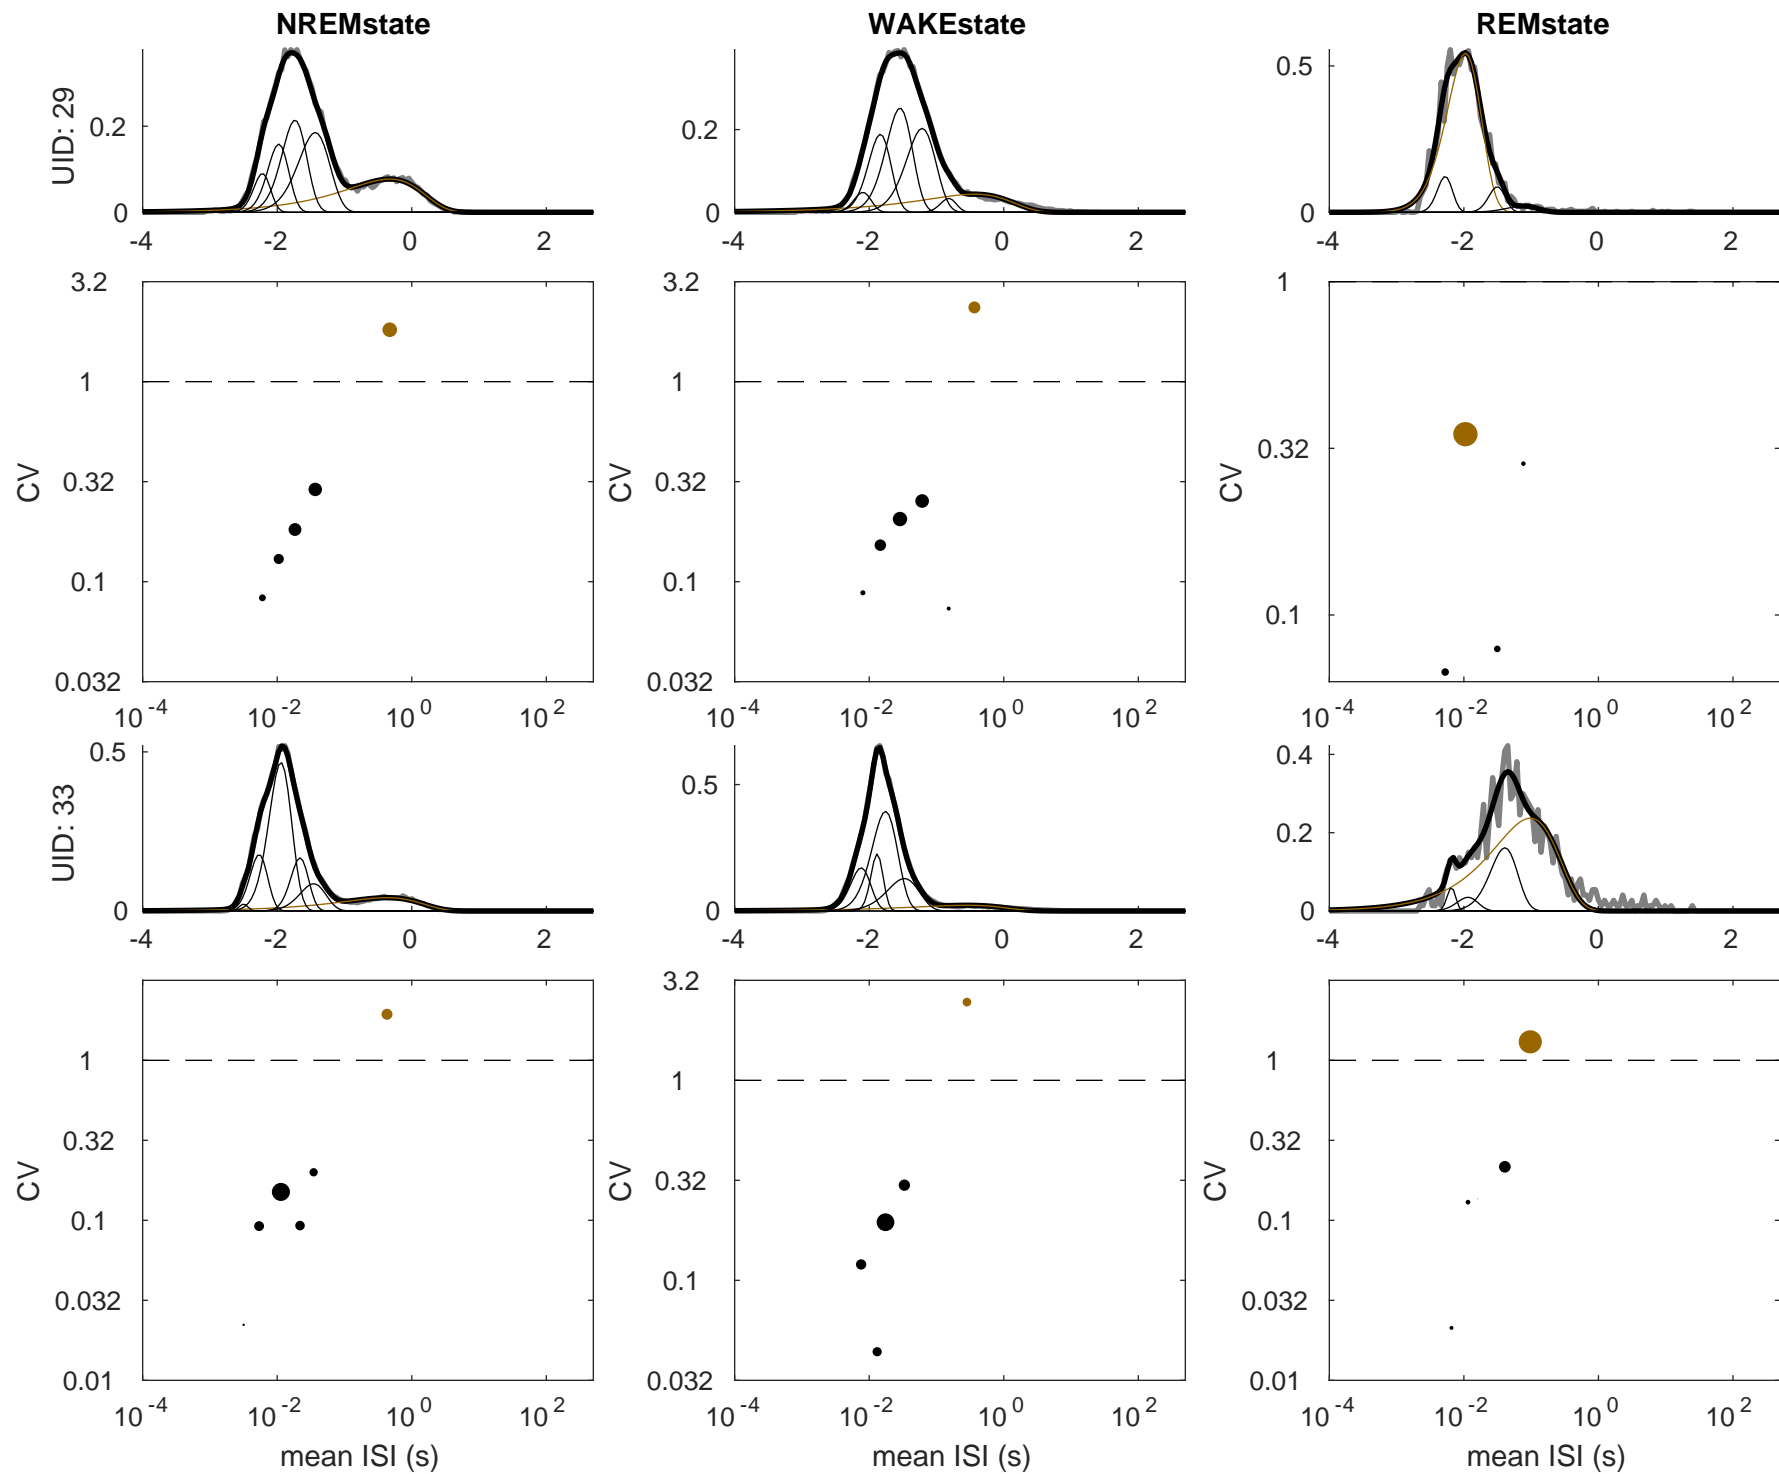 NREMstate WAKEstate REMstate
UID: 29
0.2 0.2 0.5
0 0 0
-4 -2 0 2 -4 -2 0 2 -4 -2 0 2
3.2 3.2 1
1 1
CV 0.32 CV 0.32 CV 0.32
0.1 0.1 0.1
0.032 0.032
10^-4 10^-2 10^0 10^2 10^-4 10^-2 10^0 10^2 10^-4 10^-2 10^0 10^2
UID: 33
0.5 0.5 0.4
0.2
0 0 0
-4 -2 0 2 -4 -2 0 2 -4 -2 0 2
3.2
1 1 1
CV 0.32 CV 0.32 CV 0.32
0.1 0.1 0.1
0.032 0.032
0.01 0.032 0.01
10^-4 10^-2 10^0 10^2 10^-4 10^-2 10^0 10^2 10^-4 10^-2 10^0 10^2
mean ISI (s) mean ISI (s) mean ISI (s)